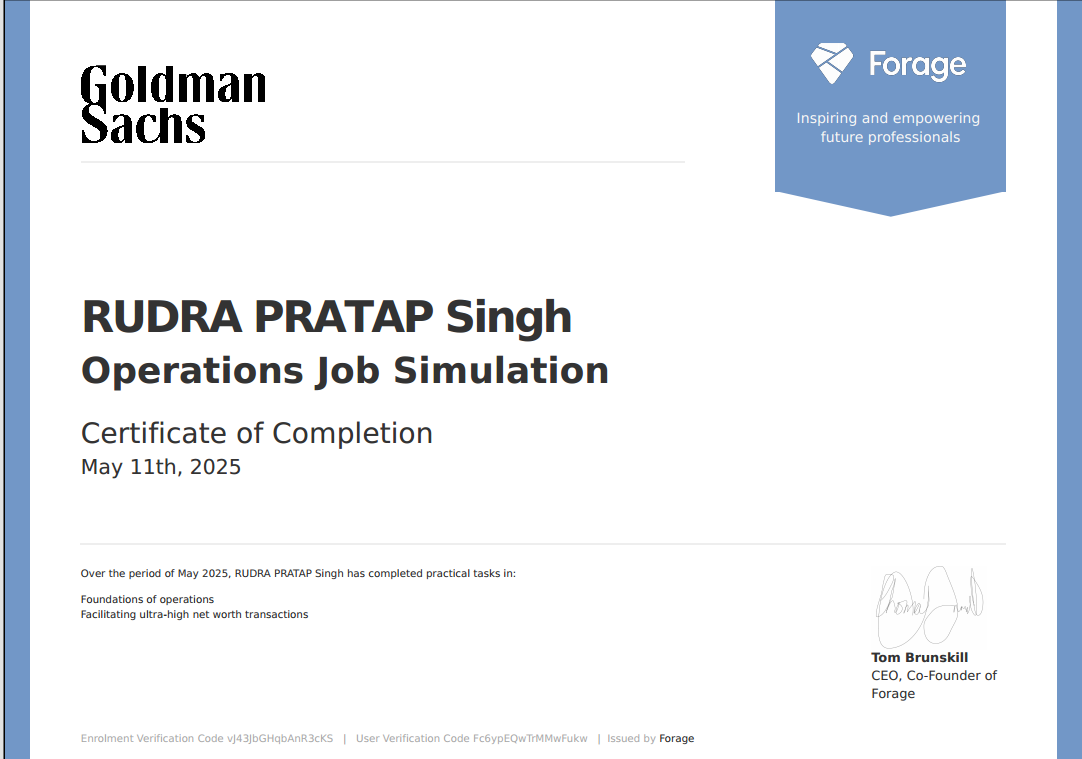 Goldman
Sachs
Forage
Inspiring and empowering
future professionals
RUDRA PRATAP Singh
Operations Job Simulation
Certificate of Completion
May 11th, 2025
Over the period of May 2025, RUDRA PRATAP Singh has completed practical tasks in:
Foundations of operations
Facilitating ultra-high net worth transactions
Tom Brunskill
CEO, Co-Founder of
Forage
Enrolment Verification Code vJ43JbGHqbAnR3cKS | User Verification Code Fc6ypEQwTrMMwFukw | Issued by Forage